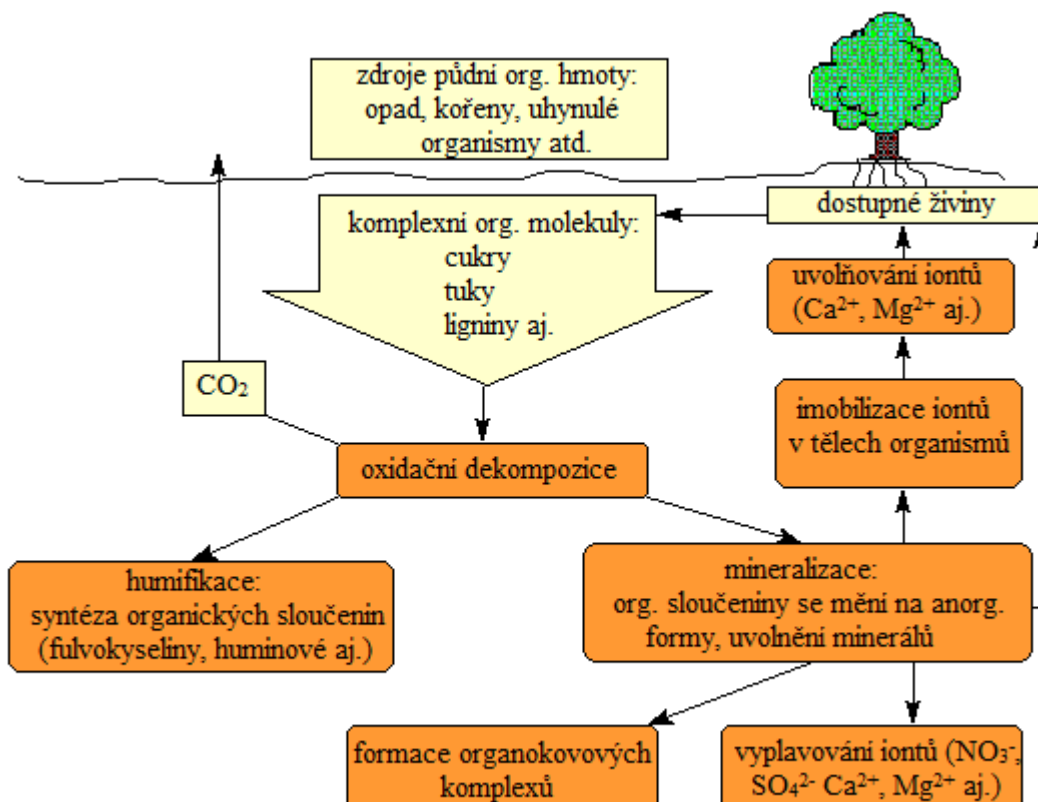 zdroje půdní org. hmoty:
opad, kořeny, uhynulé
organismy atd.
dostupné živiny
komplexní org. molekuly:
cukry
tuky
ligniny aj.
uvolňování iontů
(Ca²⁺, Mg²⁺ aj.)
CO₂
imobilizace iontů
v tělech organismů
oxidační dekompozice
humifikace:
syntéza organických sloučenin
(fulvokyseliny, huminové aj.)
mineralizace:
org. sloučeniny se mění na anorg.
formy, uvolnění minerálů
formace organokovových
komplexů
vyplavování iontů (NO₃⁻,
SO₄²⁻ Ca²⁺, Mg²⁺ aj.)